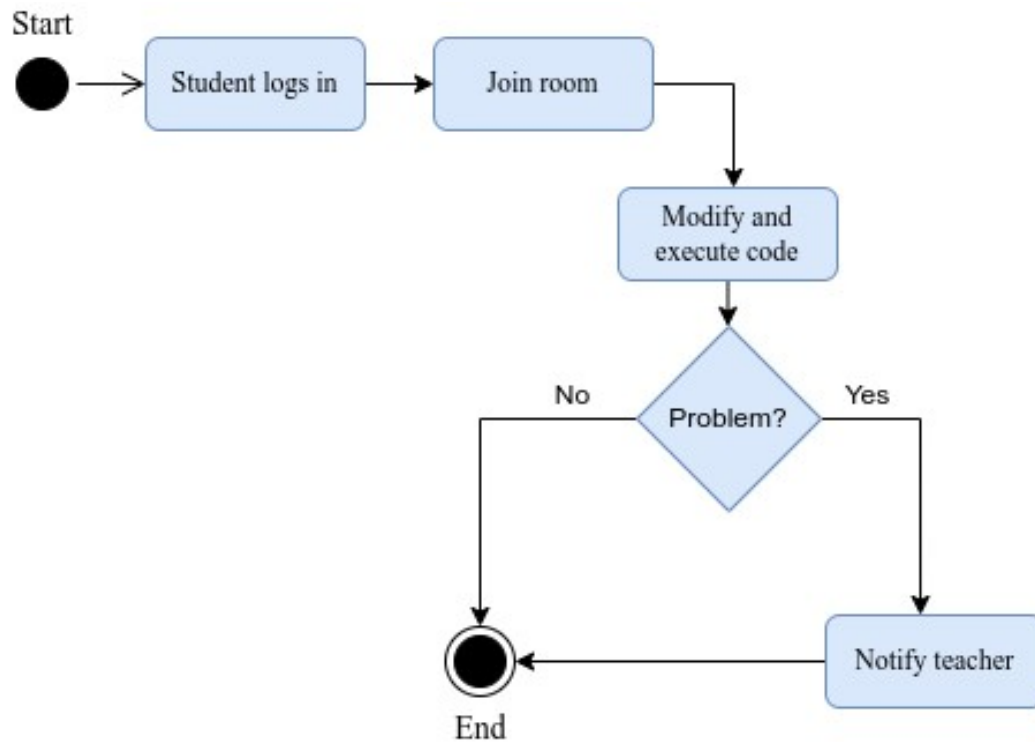 Start
Student logs in
Join room
Modify and
execute code
No
Yes
Problem?
Notify teacher
End